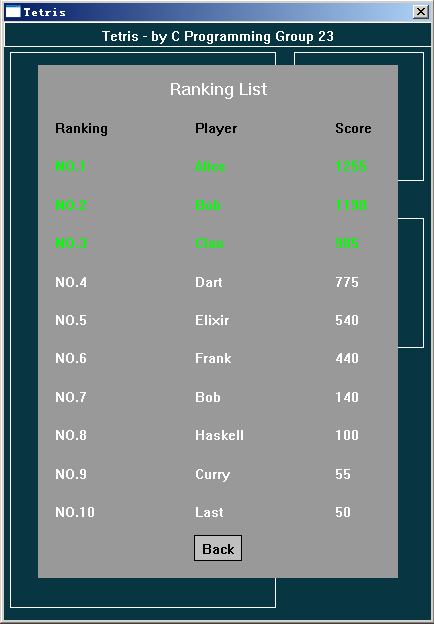 Tetris
Tetris - by C Programming Group 23
Ranking List
Ranking Player Score
NO.1 Alice 1255
NO.2 Bob
NO.3 985
NO.4 Dart 775
NO.5 Elixir 540
NO.6 Frank 440
NO.7 Bob 140
NO.8 Haskell 100
NO.9 Curry 55
NO.10 Last 50
Back